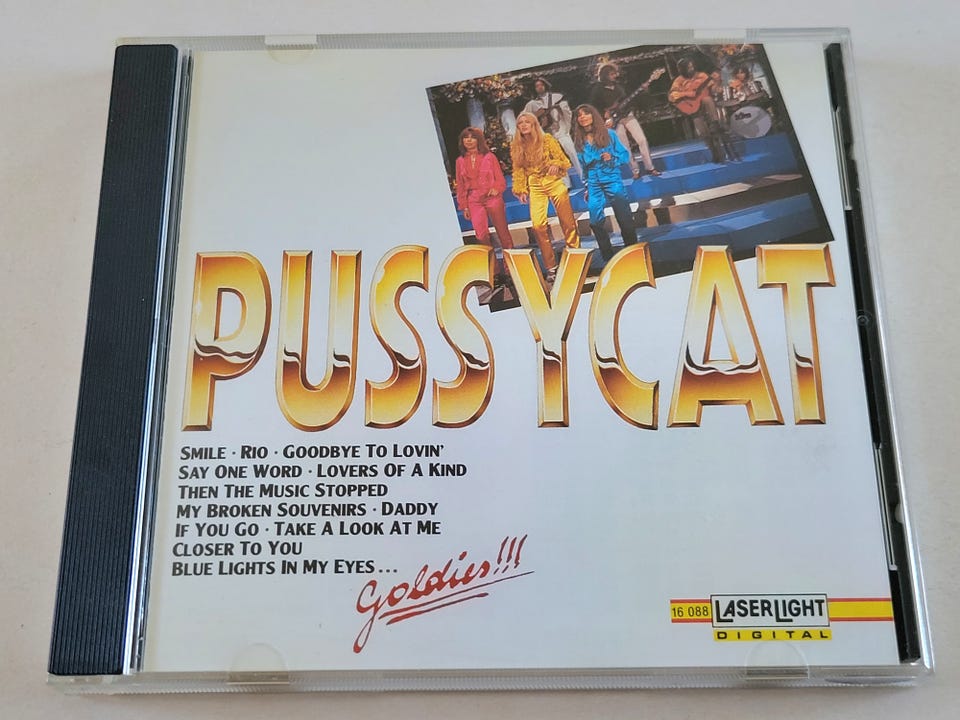 PUSSYCAT
SMILE · RIO · GOODBYE TO LOVIN'
SAY ONE WORD · LOVERS OF A KIND
THEN THE MUSIC STOPPED
MY BROKEN SOUVENIRS · DADDY
IF YOU GO · TAKE A LOOK AT ME
CLOSER TO YOU
BLUE LIGHTS IN MY EYES...
Goldies!!!
16 088 LASERLIGHT
DIGITAL